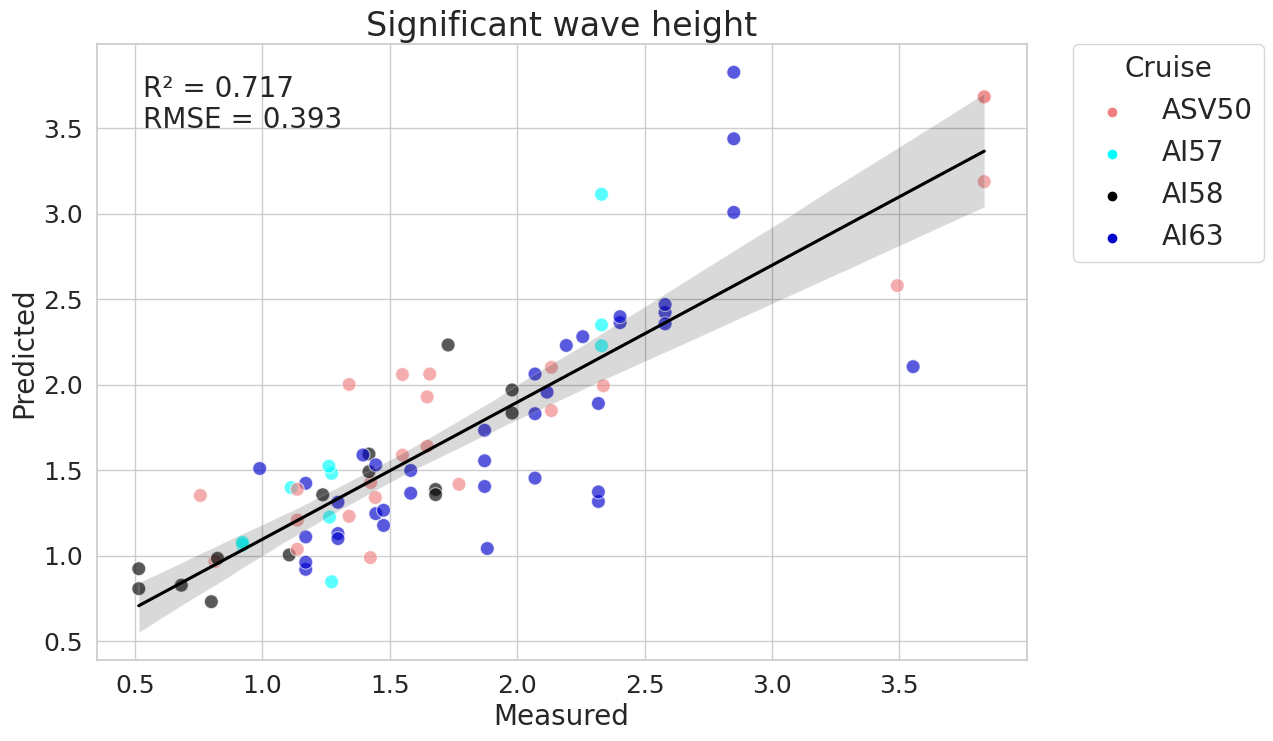 Significant wave height
R² = 0.717
RMSE = 0.393
Predicted
3.5
3.0
2.5
2.0
1.5
1.0
0.5
0.5 1.0 1.5 2.0 2.5 3.0 3.5
Measured
Cruise
ASV50
AI57
AI58
AI63